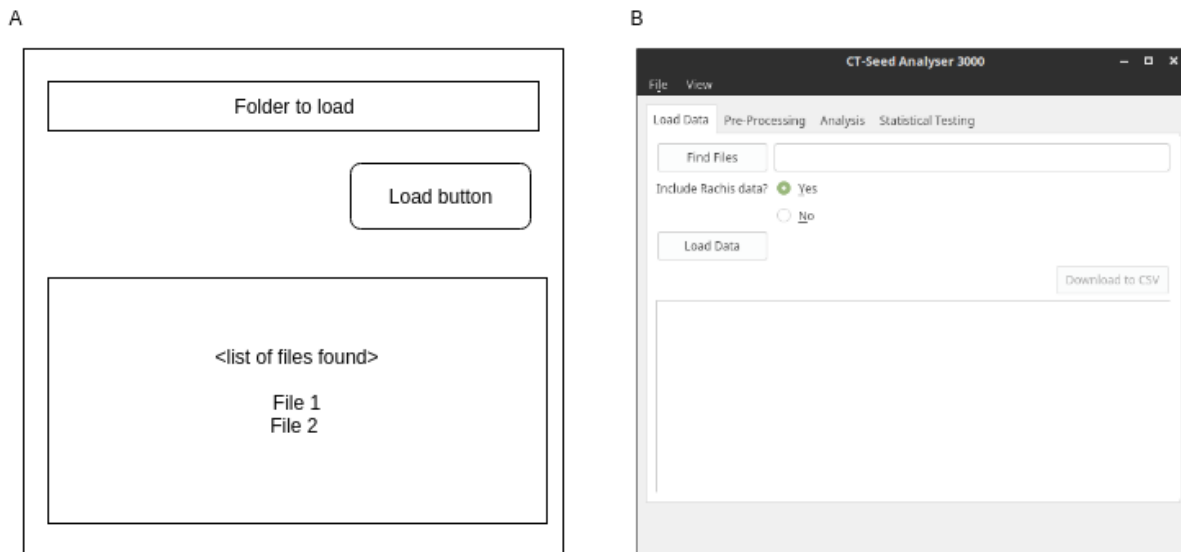 A
Folder to load
Load button
<list of files found>
File 1
File 2
B
CT-Seed Analyser 3000
File View
Load Data Pre-Processing Analysis Statistical Testing
Find Files
Include Rachis data? Yes
No
Load Data
Download to CSV